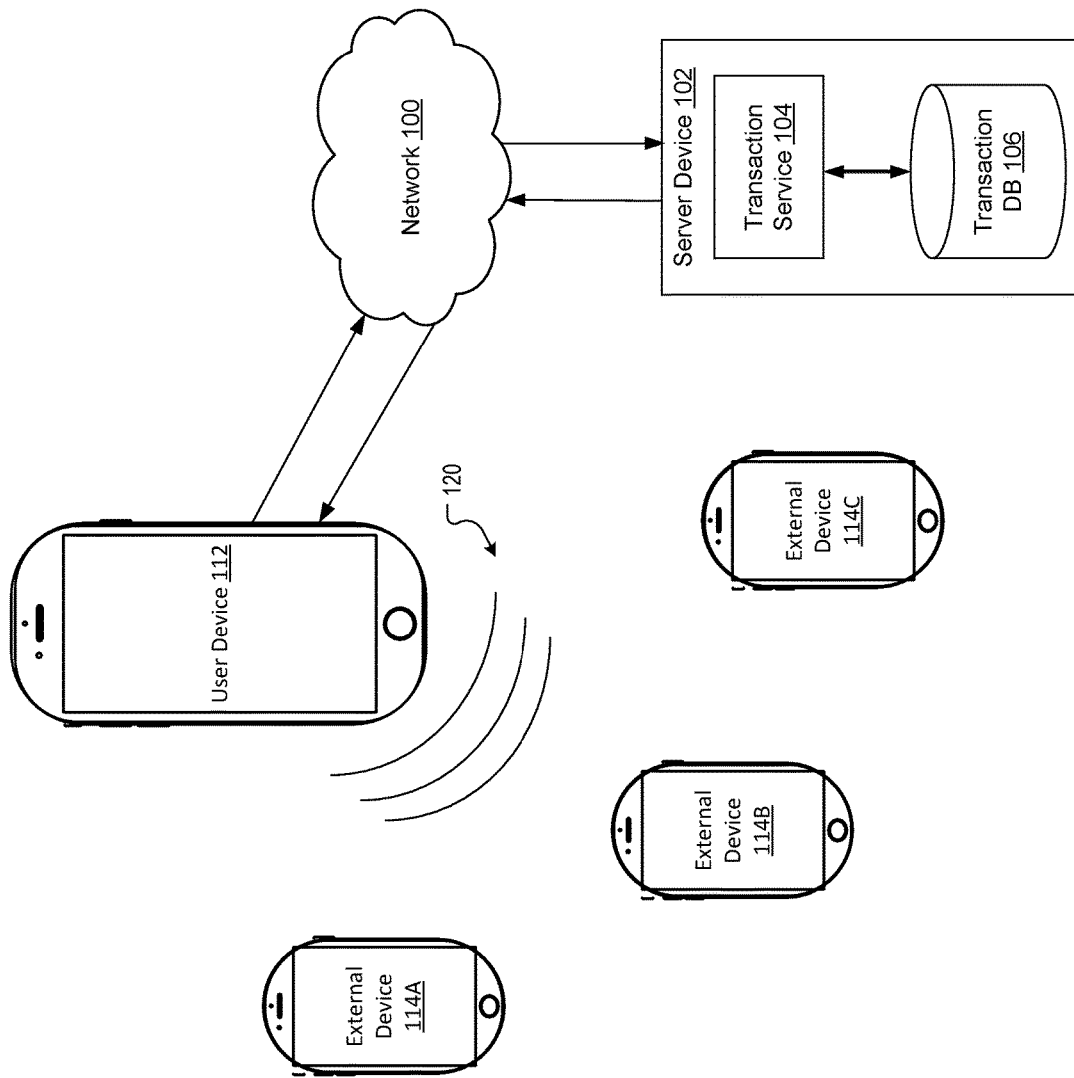 User Device 112
120
Network 100
External
Device
114A
External
Device
114B
External
Device
114C
Server Device 102
Transaction
Service 104
Transaction
DB 106